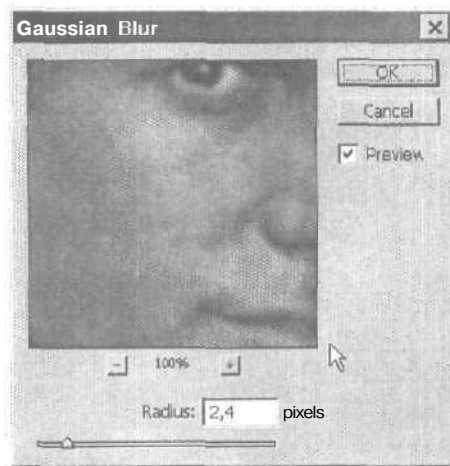 Gaussian Blur
OK
Cancel
Preview
100%
Radius: 2,4 pixels